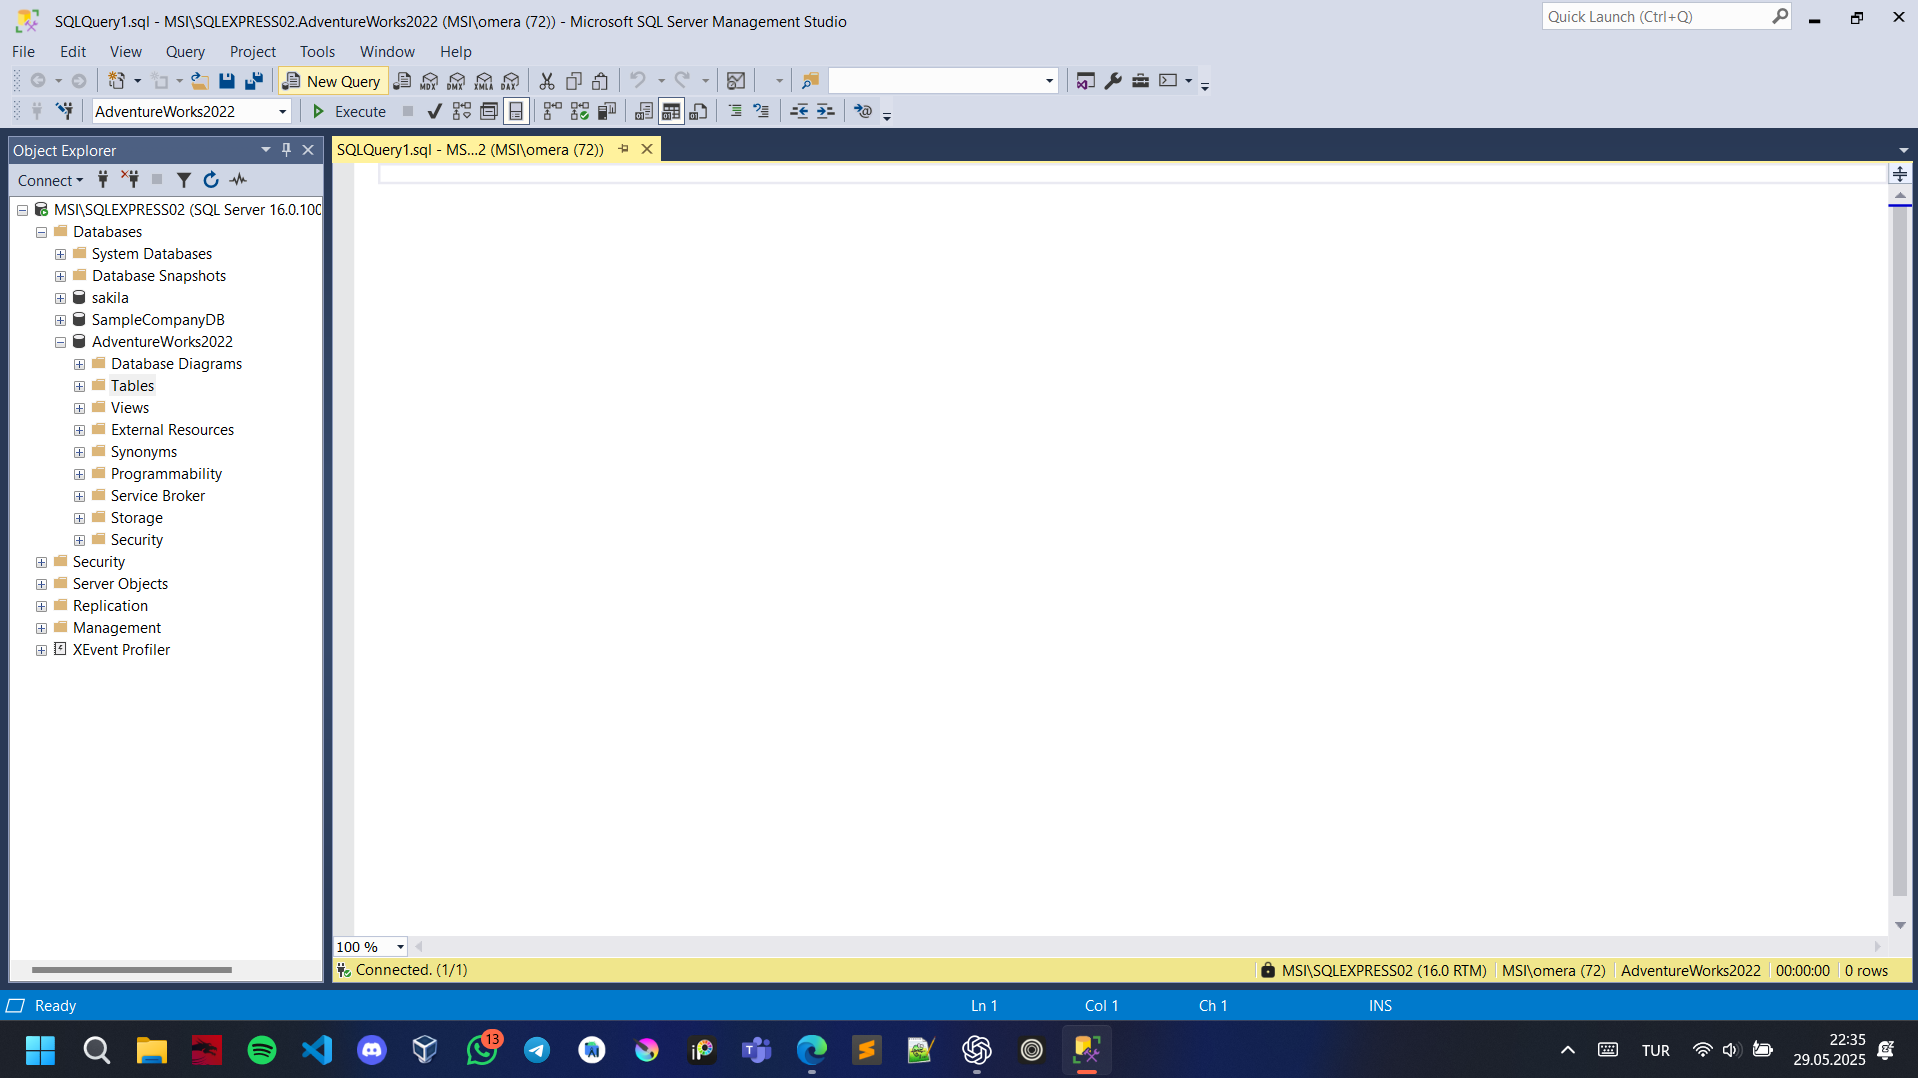 SQLQuery1.sql - MSI\SQLEXPRESS02.AdventureWorks2022 (MSI\omera (72)) - Microsoft SQL Server Management Studio
Quick Launch (Ctrl+Q)
File Edit View Query Project Tools Window Help
New Query MDX DMX XMLA DAX
AdventureWorks2022 Execute
Object Explorer
Connect
MSI\SQLEXPRESS02 (SQL Server 16.0.100
Databases
System Databases
Database Snapshots
sakila
SampleCompanyDB
AdventureWorks2022
Database Diagrams
Tables
Views
External Resources
Synonyms
Programmability
Service Broker
Storage
Security
Security
Server Objects
Replication
Management
XEvent Profiler
SQLQuery1.sql - MS...2 (MSI\omera (72))
100 %
Connected. (1/1) MSI\SQLEXPRESS02 (16.0 RTM) MSI\omera (72) AdventureWorks2022 00:00:00 0 rows
Ready Ln 1 Col 1 Ch 1 INS
13
TUR
22:35
29.05.2025